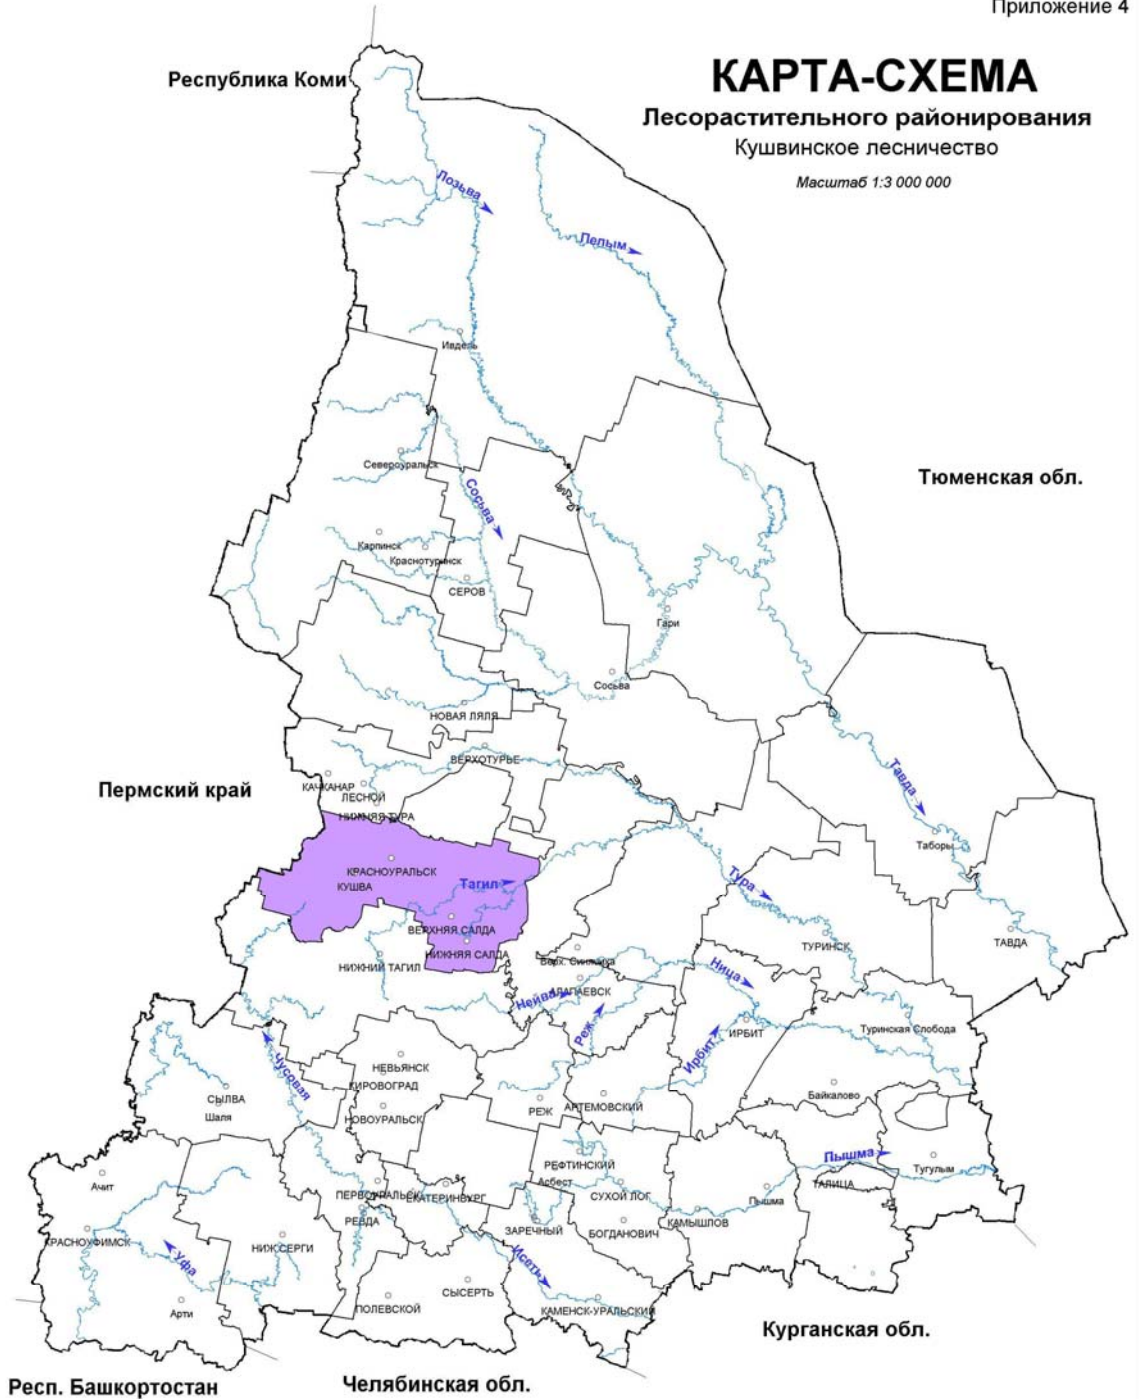 Приложение 4
КАРТА-СХЕМА
Лесорастительного районирования
Кушвинское лесничество
Масштаб 1:3 000 000
Республика Коми
Лозьва
Пелым
Ивдель
Североуральск
Сосьва
Тюменская обл.
Карпинск
Краснотурьинск
СЕРОВ
Гари
Сосьва
НОВАЯ ЛЯЛЯ
ВЕРХОТУРЬЕ
Пермский край
КАЧКАНАР
ЛЕСНОЙ
НИЖНЯЯ ТУРА
Тавда
Таборы
КРАСНОУРАЛЬСК
КУШВА
Тагил
Тура
ВЕРХНЯЯ САЛДА
НИЖНЯЯ САЛДА
НИЖНИЙ ТАГИЛ
Верх. Синячиха
ТУРИНСК
ТАВДА
АЛАПАЕВСК
Нейва
Ница
Реж
Ирбит
ИРБИТ
Туринская Слобода
Чусовая
НЕВЬЯНСК
КИРОВОГРАД
НОВОУРАЛЬСК
СЫЛВА
Шаля
РЕЖ
АРТЕМОВСКИЙ
Байкалово
Пышма
Тугулым
ТАЛИЦА
РЕФТИНСКИЙ
Асбест
СУХОЙ ЛОГ
Пышма
Ачит
ПЕРВОУРАЛЬСК
ЕКАТЕРИНБУРГ
РЕВДА
ЗАРЕЧНЫЙ
БОГДАНОВИЧ
КАМЫШЛОВ
КРАСНОУФИМСК
Уфа
НИЖ.СЕРГИ
Исеть
Арти
ПОЛЕВСКОЙ
СЫСЕРТЬ
КАМЕНСК-УРАЛЬСКИЙ
Курганская обл.
Респ. Башкортостан
Челябинская обл.